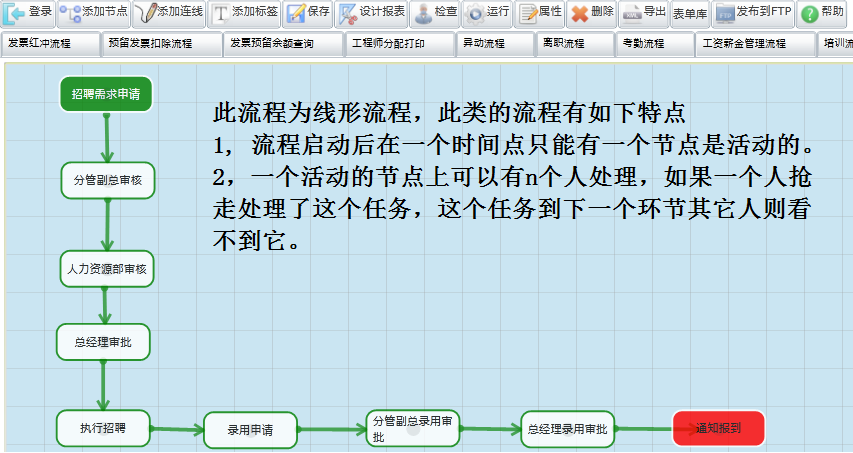 登录 添加节点 添加连线 添加标签 保存 设计报表 检查 运行 属性 删除 导出 表单库 发布到FTP 帮助
发票红冲流程 预留发票扣除流程 发票预留余额查询 工程师分配打印 异动流程 离职流程 考勤流程 工资薪金管理流程 培训流
招聘需求申请
此流程为线形流程，此类的流程有如下特点
1, 流程启动后在一个时间点只能有一个节点是活动的。
2，一个活动的节点上可以有n个人处理，如果一个人抢
走处理了这个任务，这个任务到下一个环节其它人则看
不到它。
分管副总审核
人力资源部审核
总经理审批
执行招聘
录用申请
分管副总录用审
批
总经理录用审批
通知报到